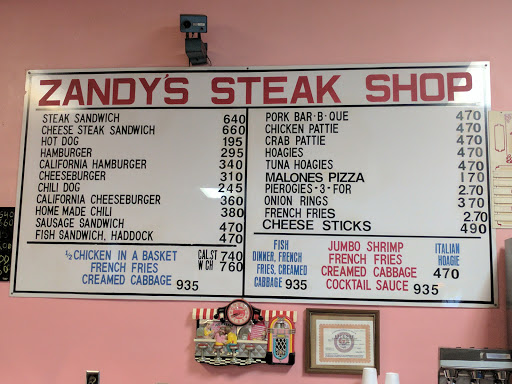 ZANDY'S STEAK SHOP
STEAK SANDWICH 640
CHEESE STEAK SANDWICH 660
HOT DOG 195
HAMBURGER 295
CALIFORNIA HAMBURGER 340
CHEESEBURGER 310
CHILI DOG 245
CALIFORNIA CHEESEBURGER 360
HOME MADE CHILI 380
SAUSAGE SANDWICH 470
FISH SANDWICH, HADDOCK 470
PORK BAR-B-QUE 470
CHICKEN PATTIE 470
CRAB PATTIE 470
HOAGIES 470
TUNA HOAGIES 470
MALONES PIZZA 170
PIEROGIES-3-FOR 2.70
ONION RINGS 370
FRENCH FRIES 2.70
CHEESE STICKS 490
½ CHICKEN IN A BASKET
FRENCH FRIES
CREAMED CABBAGE 935
CAL ST 740
W CH 760
FISH
DINNER, FRENCH
FRIES, CREAMED
CABBAGE 935
JUMBO SHRIMP
FRENCH FRIES
CREAMED CABBAGE
COCKTAIL SAUCE 935
ITALIAN
HOAGIE
470